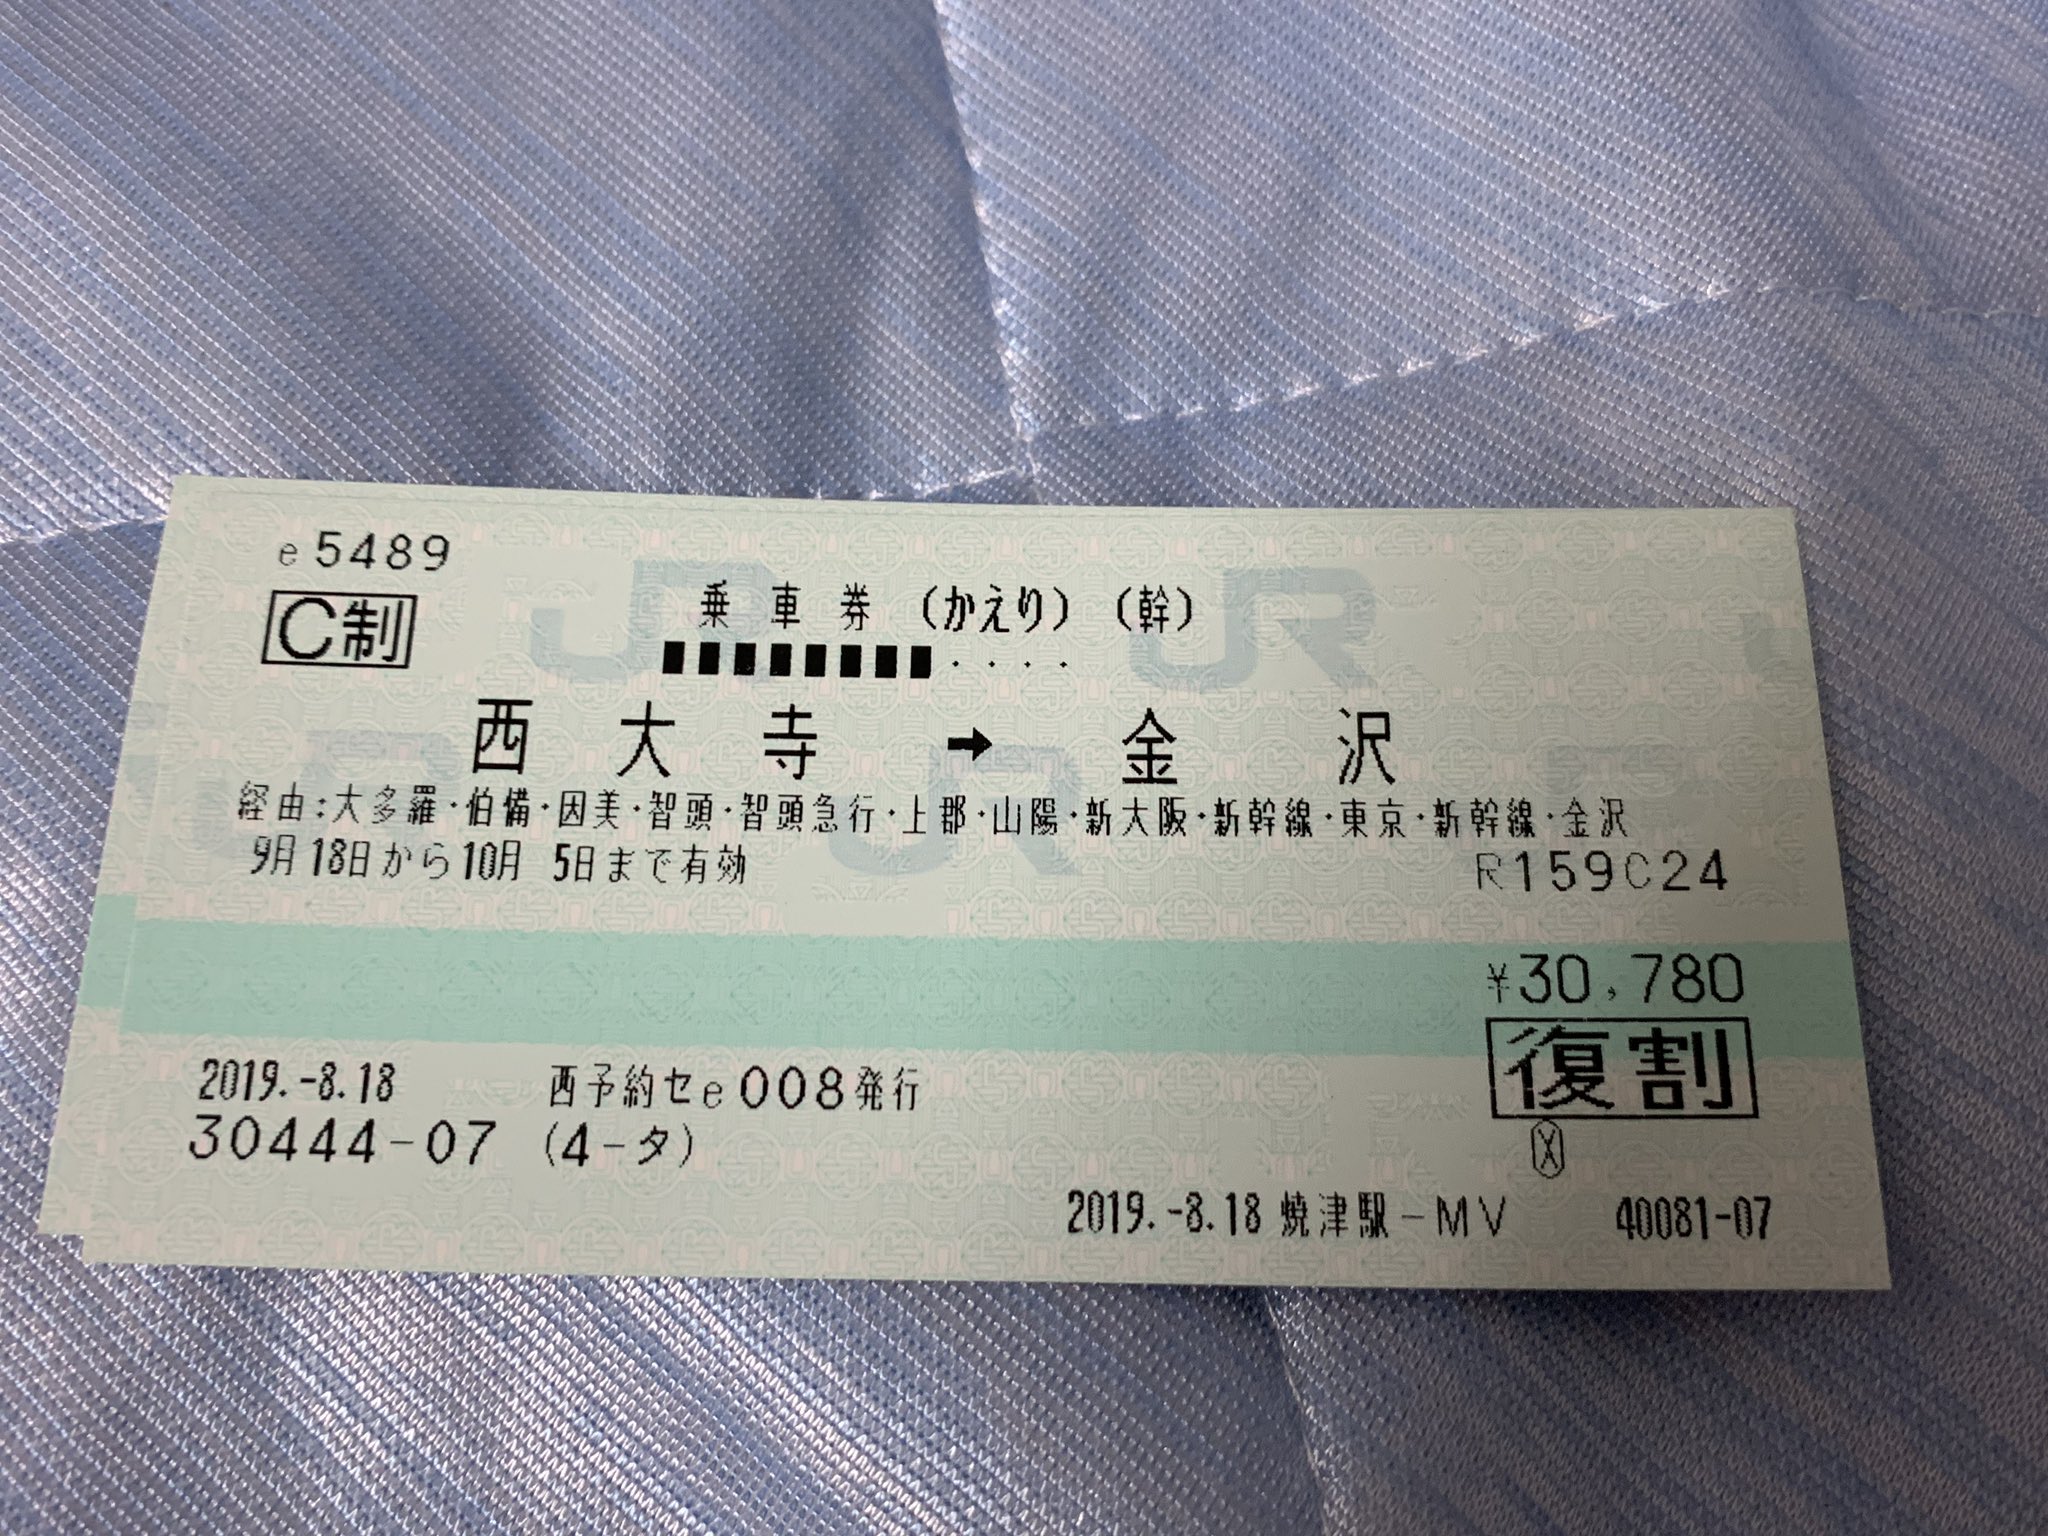 e5489
C制
乗車券 (かえり) (幹)
■■■■■■■■····
西大寺 → 金沢
経由:大多羅・伯備・因美・智頭・智頭急行・上郡・山陽・新大阪・新幹線・東京・新幹線・金沢
9月18日から10月 5日まで有効
R159C24
¥30,780
復割
2019.-8.18 西予約セe008発行
30444-07 (4-タ)
2019.-8.18 焼津駅-MV 40081-07
JR JR
JR